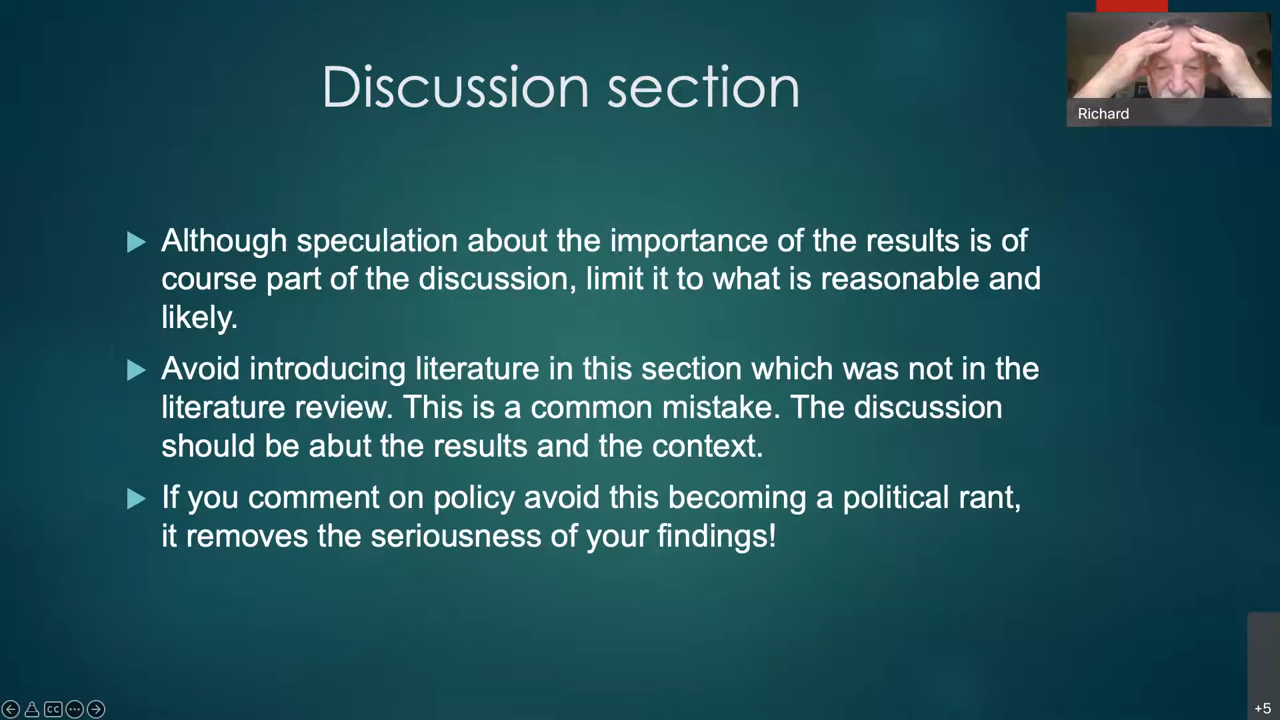 Discussion section
Richard
Although speculation about the importance of the results is of
course part of the discussion, limit it to what is reasonable and
likely.
Avoid introducing literature in this section which was not in the
literature review. This is a common mistake. The discussion
should be abut the results and the context.
If you comment on policy avoid this becoming a political rant,
it removes the seriousness of your findings!
CC
+5